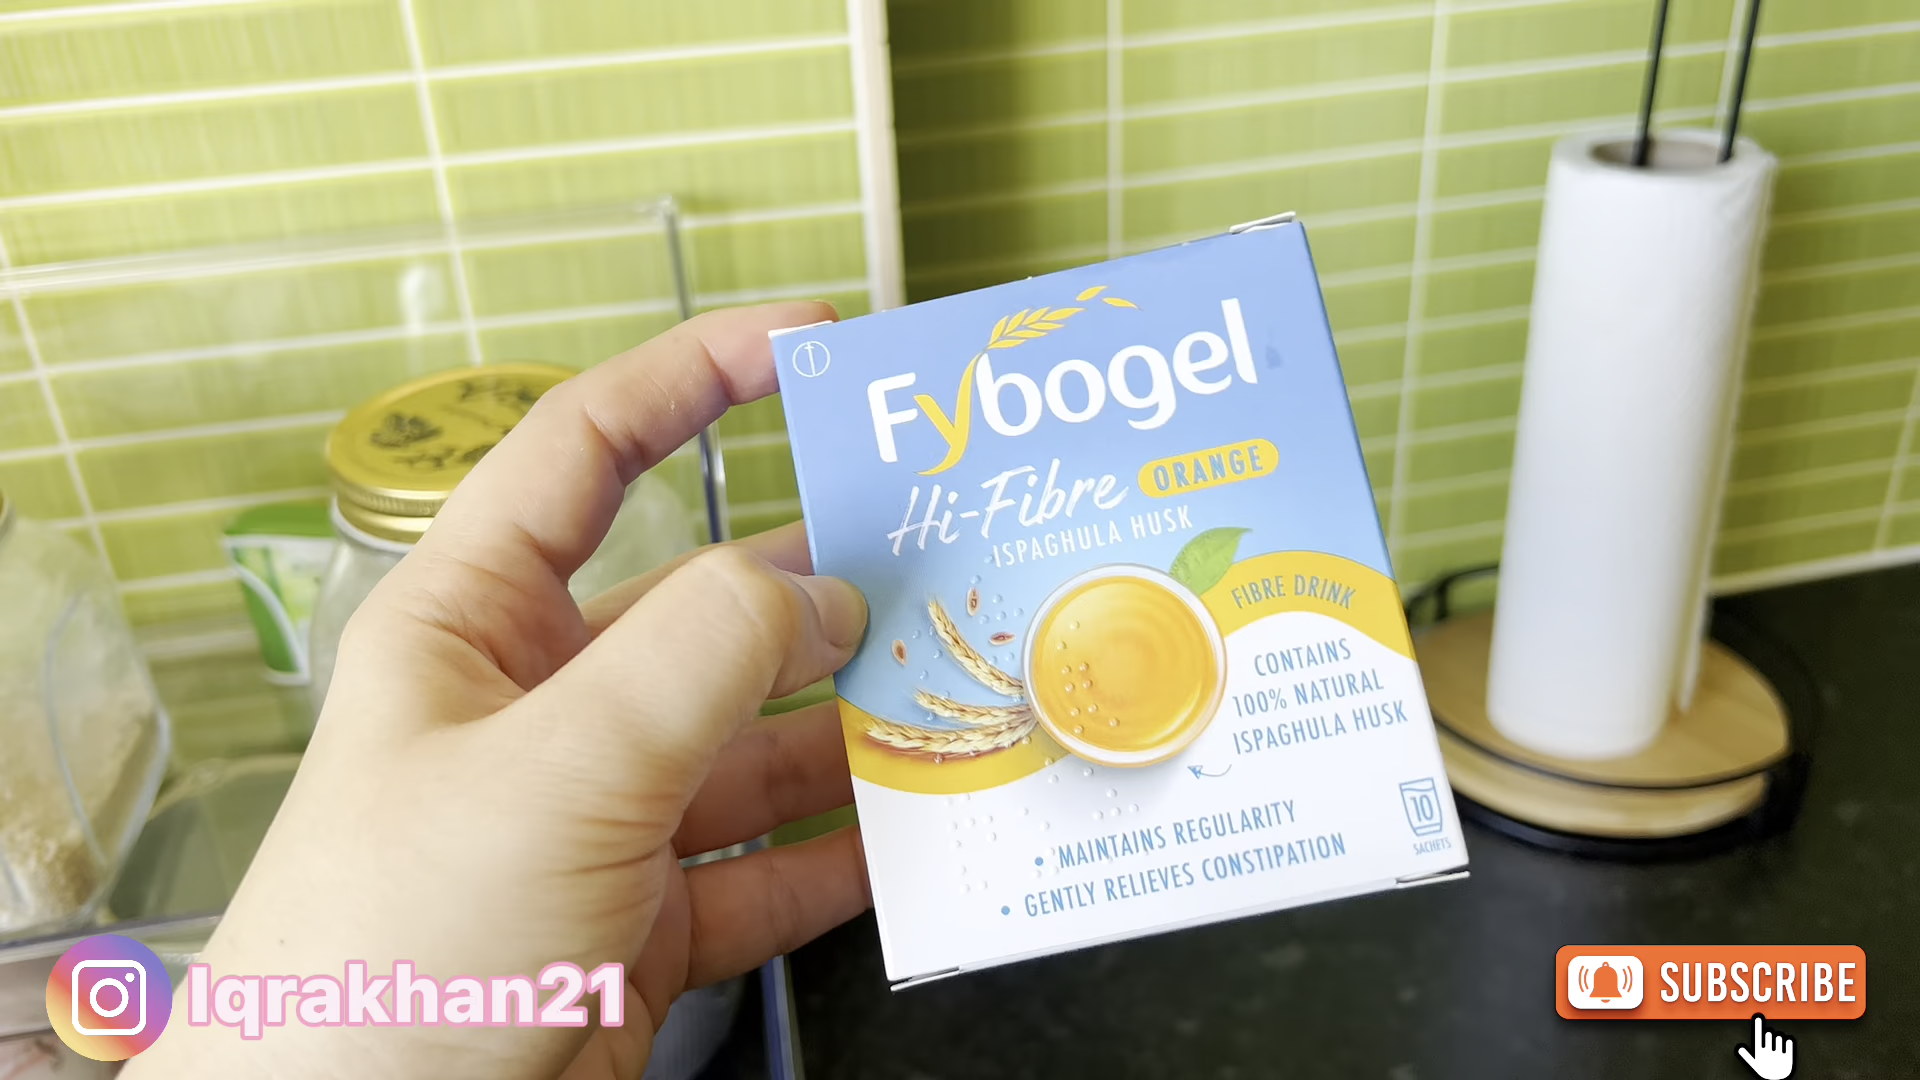 Fybogel
Hi-Fibre ORANGE
ISPAGHULA HUSK
FIBRE DRINK
CONTAINS
100% NATURAL
ISPAGHULA HUSK
10
SACHETS
• MAINTAINS REGULARITY
• GENTLY RELIEVES CONSTIPATION
Iqrakhan21
SUBSCRIBE